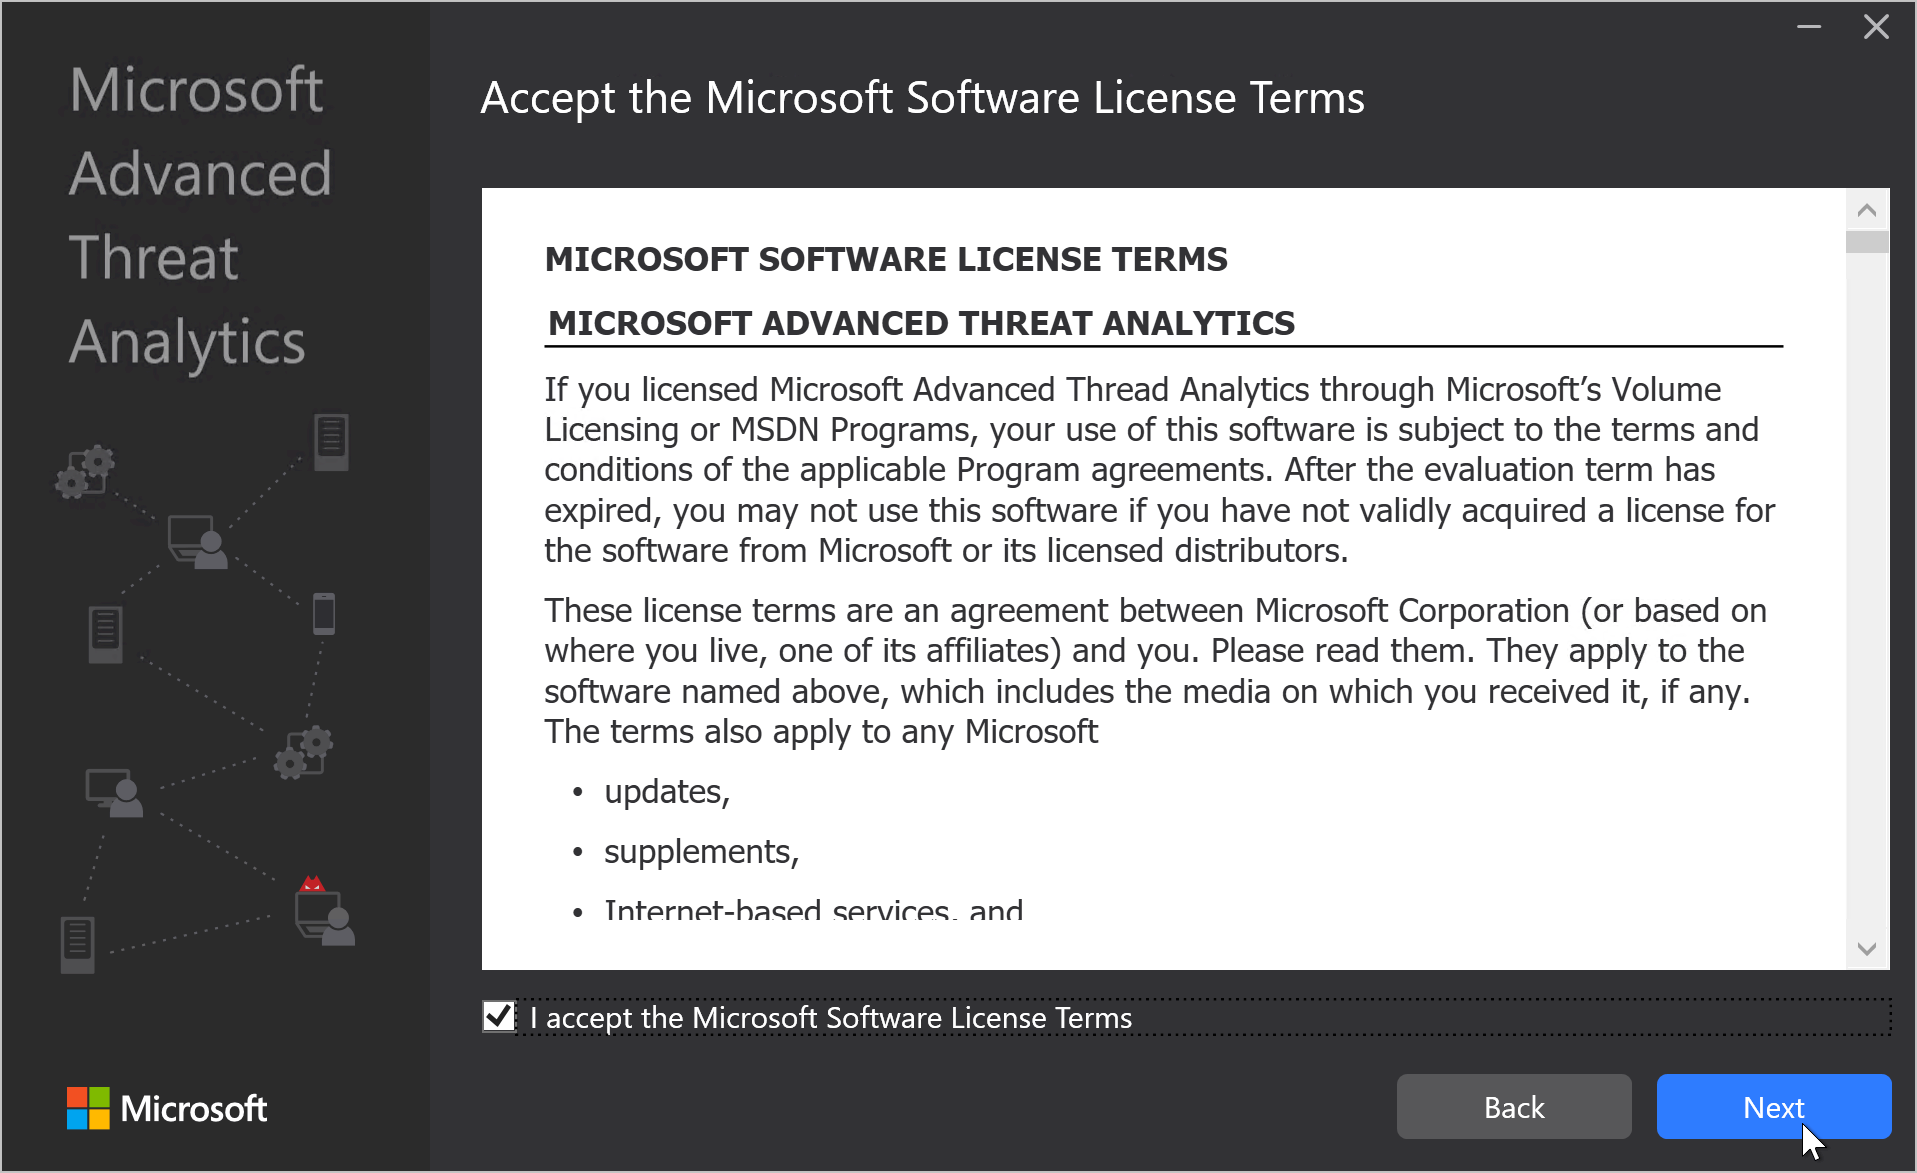 Microsoft
Advanced
Threat
Analytics
Accept the Microsoft Software License Terms
MICROSOFT SOFTWARE LICENSE TERMS
MICROSOFT ADVANCED THREAT ANALYTICS
If you licensed Microsoft Advanced Thread Analytics through Microsoft’s Volume
Licensing or MSDN Programs, your use of this software is subject to the terms and
conditions of the applicable Program agreements. After the evaluation term has
expired, you may not use this software if you have not validly acquired a license for
the software from Microsoft or its licensed distributors.
These license terms are an agreement between Microsoft Corporation (or based on
where you live, one of its affiliates) and you. Please read them. They apply to the
software named above, which includes the media on which you received it, if any.
The terms also apply to any Microsoft
• updates,
• supplements,
• Internet-based services, and
I accept the Microsoft Software License Terms
Microsoft
Back
Next